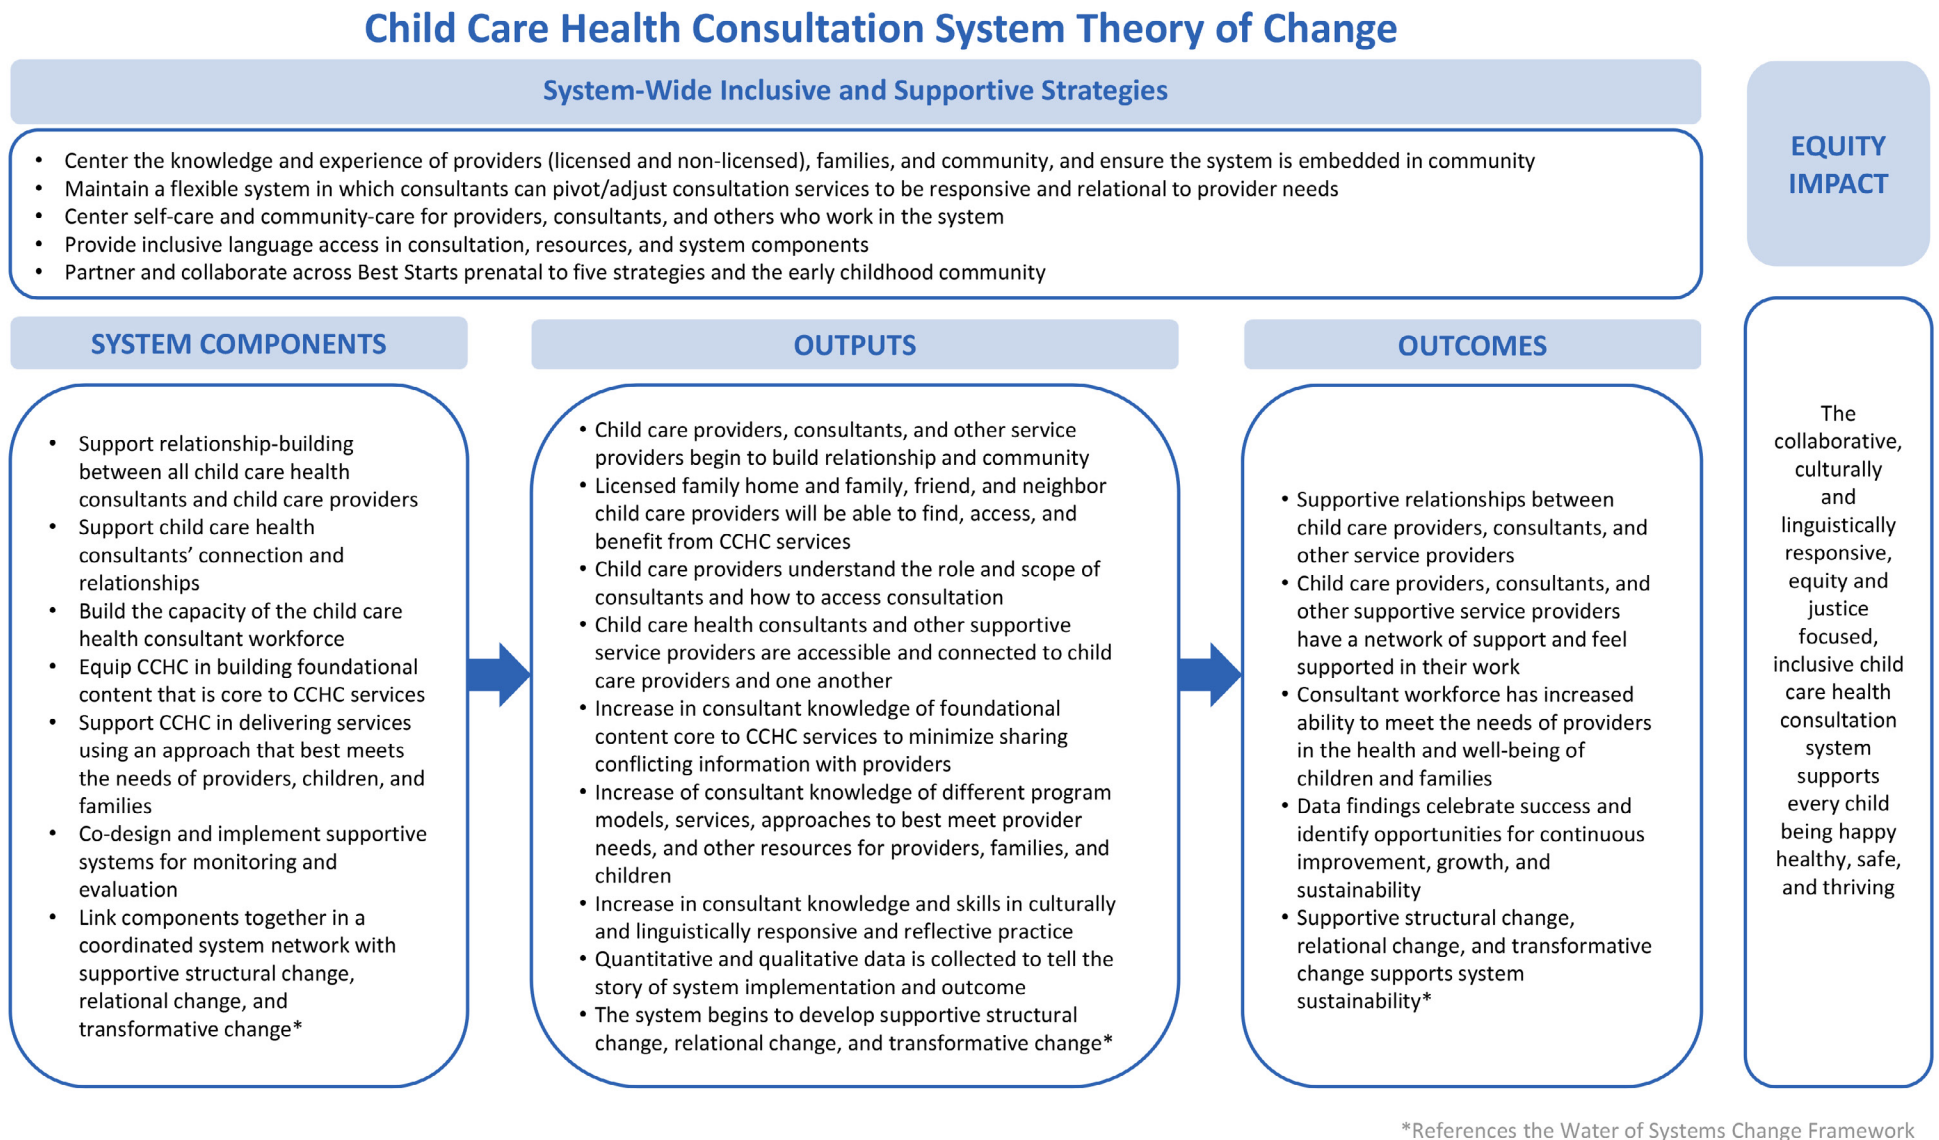 Child Care Health Consultation System Theory of Change
System-Wide Inclusive and Supportive Strategies
• Center the knowledge and experience of providers (licensed and non-licensed), families, and community, and ensure the system is embedded in community
• Maintain a flexible system in which consultants can pivot/adjust consultation services to be responsive and relational to provider needs
• Center self-care and community-care for providers, consultants, and others who work in the system
• Provide inclusive language access in consultation, resources, and system components
• Partner and collaborate across Best Starts prenatal to five strategies and the early childhood community
SYSTEM COMPONENTS
• Support relationship-building
between all child care health
consultants and child care providers
• Support child care health
consultants’ connection and
relationships
• Build the capacity of the child care
health consultant workforce
• Equip CCHC in building foundational
content that is core to CCHC services
• Support CCHC in delivering services
using an approach that best meets
the needs of providers, children, and
families
• Co-design and implement supportive
systems for monitoring and
evaluation
• Link components together in a
coordinated system network with
supportive structural change,
relational change, and
transformative change*
OUTPUTS
• Child care providers, consultants, and other service
providers begin to build relationship and community
• Licensed family home and family, friend, and neighbor
child care providers will be able to find, access, and
benefit from CCHC services
• Child care providers understand the role and scope of
consultants and how to access consultation
• Child care health consultants and other supportive
service providers are accessible and connected to child
care providers and one another
• Increase in consultant knowledge of foundational
content core to CCHC services to minimize sharing
conflicting information with providers
• Increase of consultant knowledge of different program
models, services, approaches to best meet provider
needs, and other resources for providers, families, and
children
• Increase in consultant knowledge and skills in culturally
and linguistically responsive and reflective practice
• Quantitative and qualitative data is collected to tell the
story of system implementation and outcome
• The system begins to develop supportive structural
change, relational change, and transformative change*
OUTCOMES
• Supportive relationships between
child care providers, consultants, and
other service providers
• Child care providers, consultants, and
other supportive service providers
have a network of support and feel
supported in their work
• Consultant workforce has increased
ability to meet the needs of providers
in the health and well-being of
children and families
• Data findings celebrate success and
identify opportunities for continuous
improvement, growth, and
sustainability
• Supportive structural change,
relational change, and transformative
change supports system
sustainability*
EQUITY
IMPACT
The
collaborative,
culturally
and
linguistically
responsive,
equity and
justice
focused,
inclusive child
care health
consultation
system
supports
every child
being happy
healthy, safe,
and thriving
*References the Water of Systems Change Framework